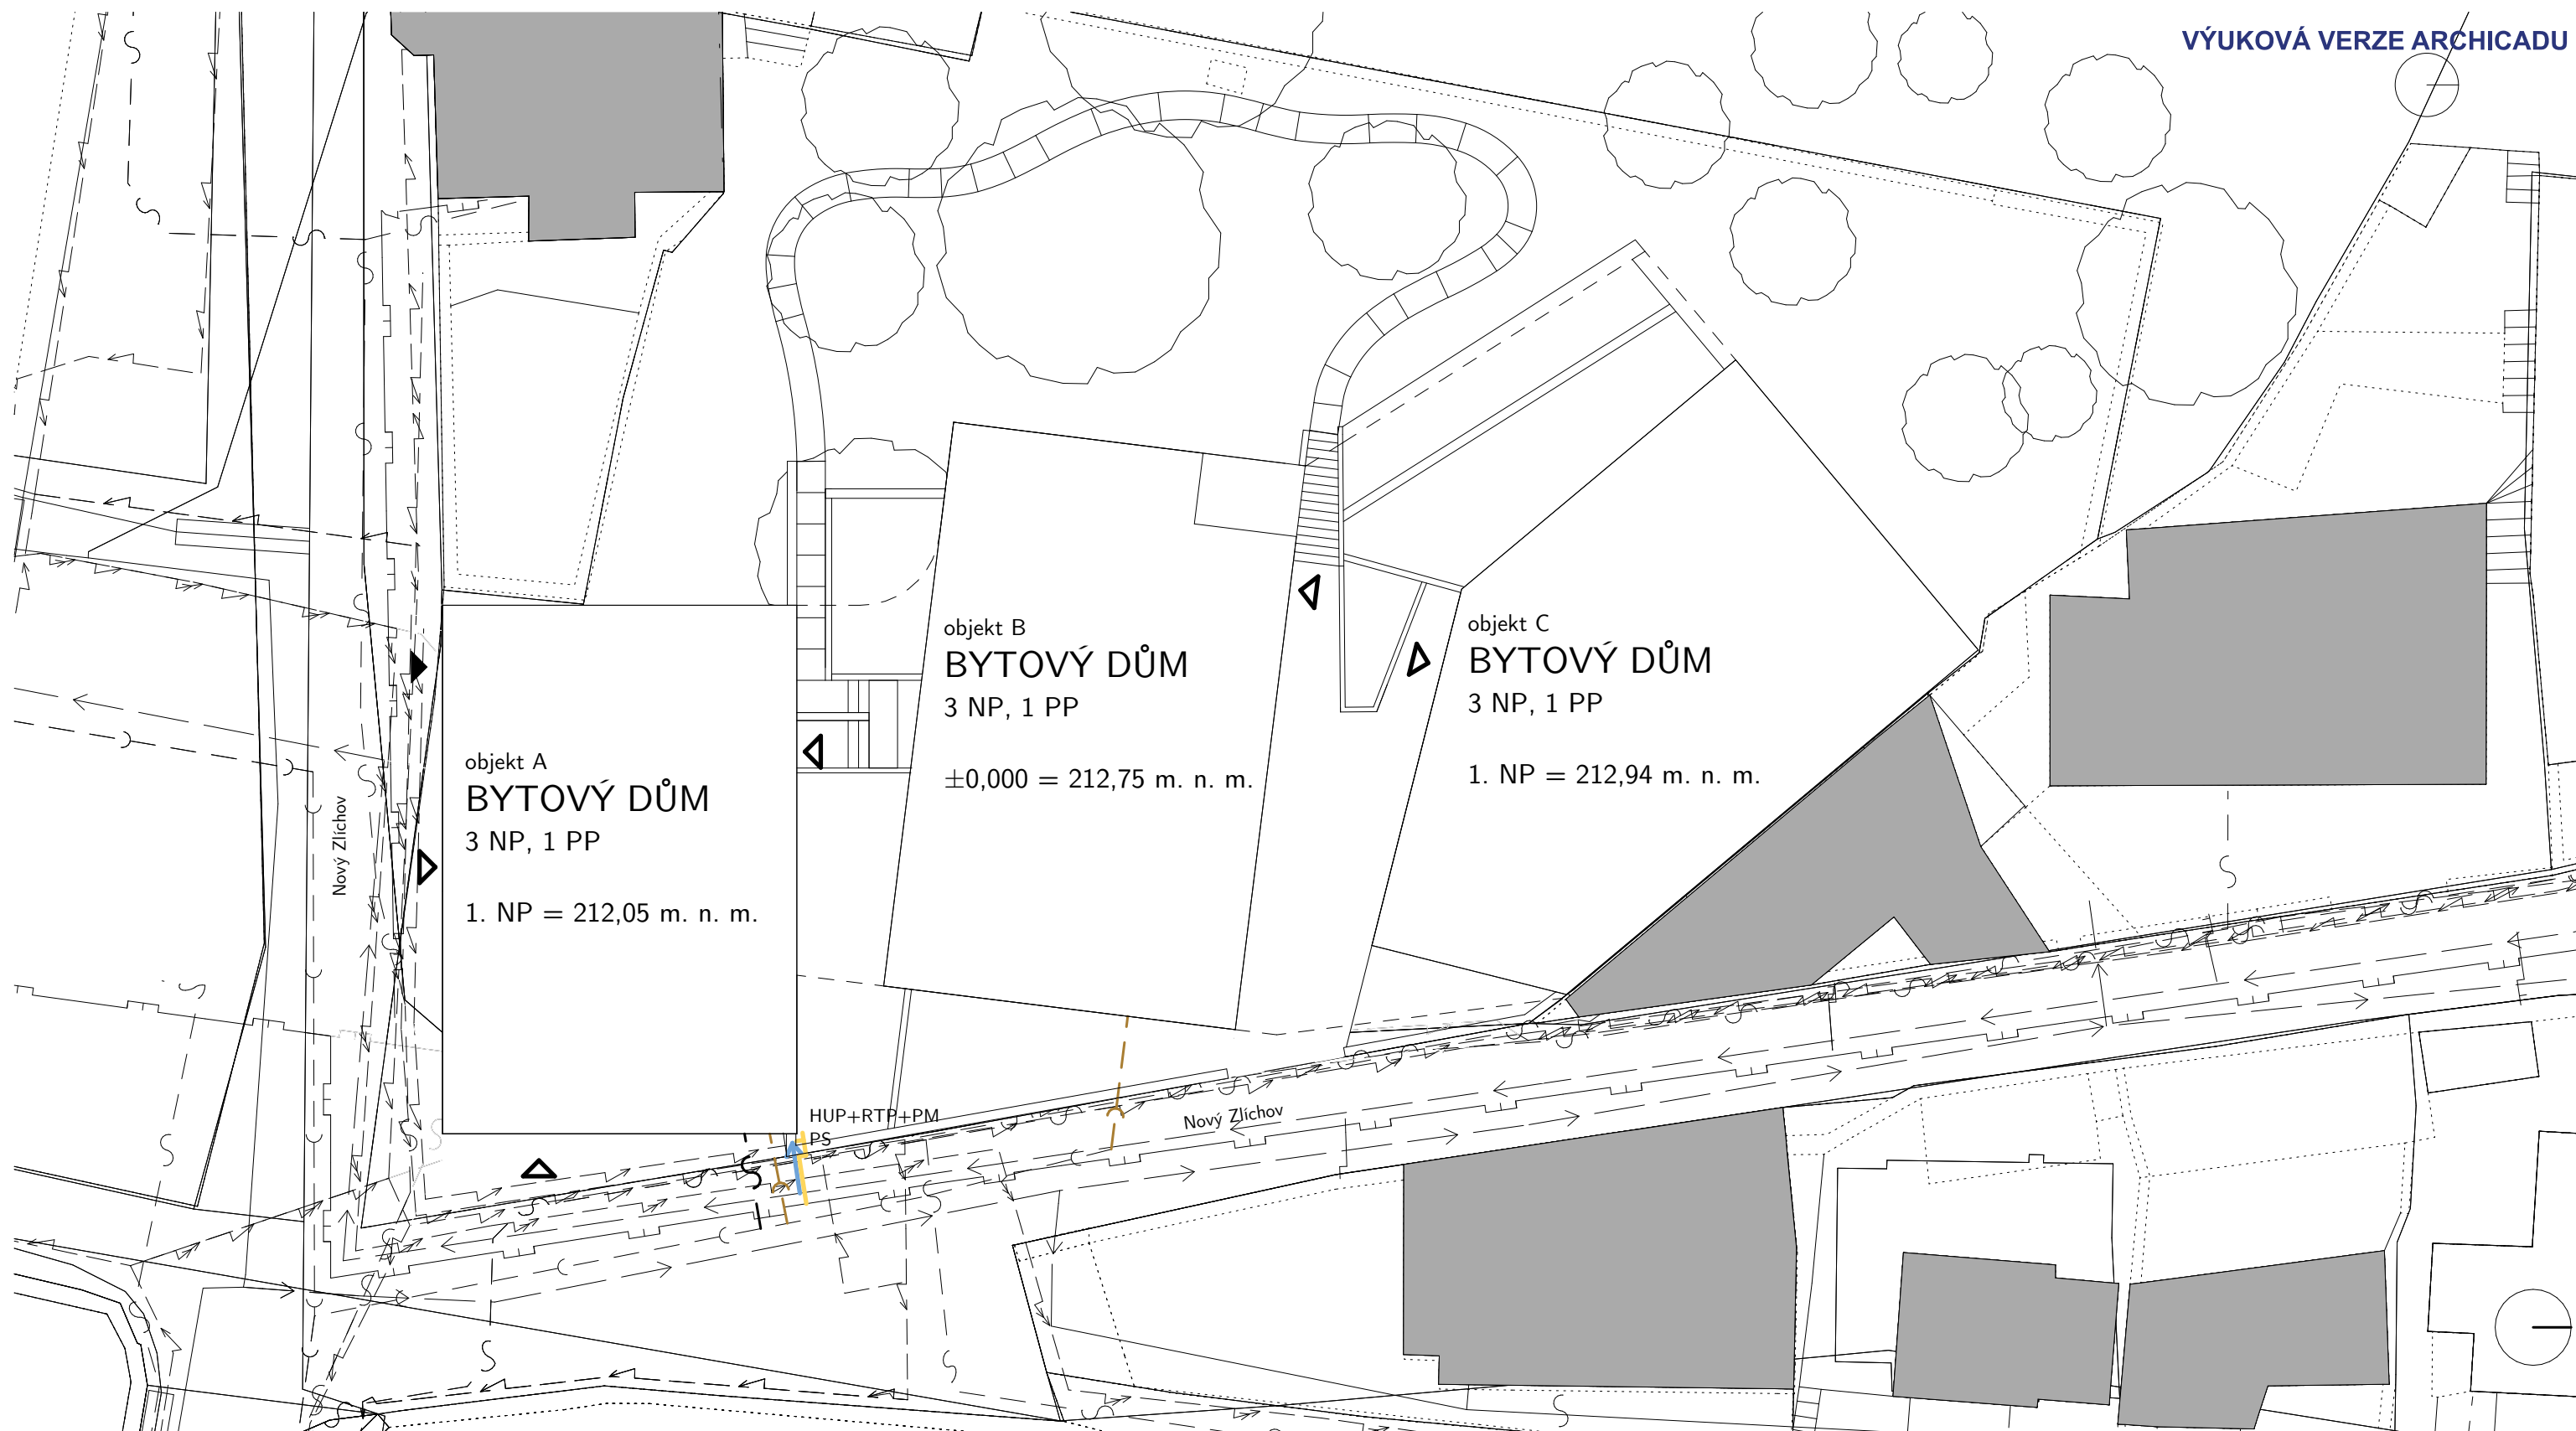 VÝUKOVÁ VERZE ARCHICADU
objekt A
BYTOVÝ DŮM
3 NP, 1 PP
1. NP = 212,05 m. n. m.
objekt B
BYTOVÝ DŮM
3 NP, 1 PP
±0,000 = 212,75 m. n. m.
objekt C
BYTOVÝ DŮM
3 NP, 1 PP
1. NP = 212,94 m. n. m.
Nový Zlíchov
HUP+RTP+PM
PS
Nový Zlíchov